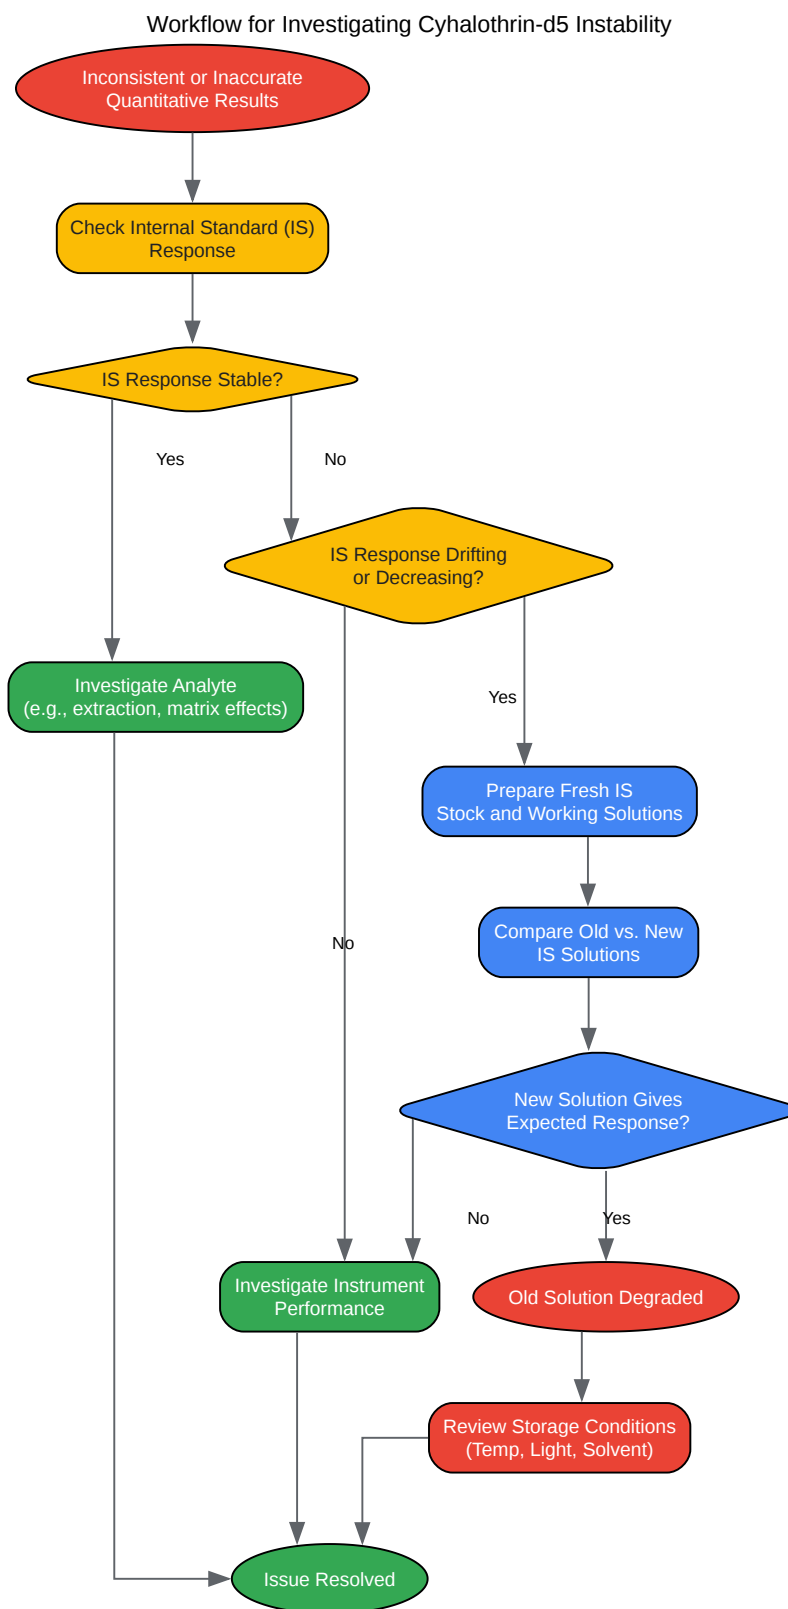 Workflow for Investigating Cyhalothrin-d5 Instability
Inconsistent or Inaccurate
Quantitative Results
Check Internal Standard (IS)
Response
IS Response Stable?
Yes
No
IS Response Drifting
or Decreasing?
Investigate Analyte
(e.g., extraction, matrix effects)
Yes
Prepare Fresh IS
Stock and Working Solutions
Compare Old vs. New
IS Solutions
No
New Solution Gives
Expected Response?
No
Yes
Investigate Instrument
Performance
Old Solution Degraded
Review Storage Conditions
(Temp, Light, Solvent)
Issue Resolved